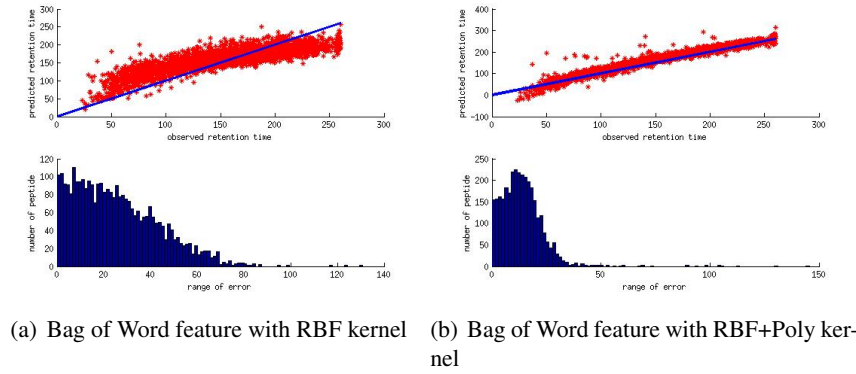 300
250
200
150
100
50
0
predicted retention time
0 50 100 150 200 250 300
observed retention time
120
100
80
60
40
20
0
number of peptide
0 20 40 60 80 100 120 140
range of error
(a) Bag of Word feature with RBF kernel
400
300
200
100
0
-100
predicted retention time
0 50 100 150 200 250 300
observed retention time
250
200
150
100
50
0
number of peptide
0 50 100 150
range of error
(b) Bag of Word feature with RBF+Poly ker-
nel